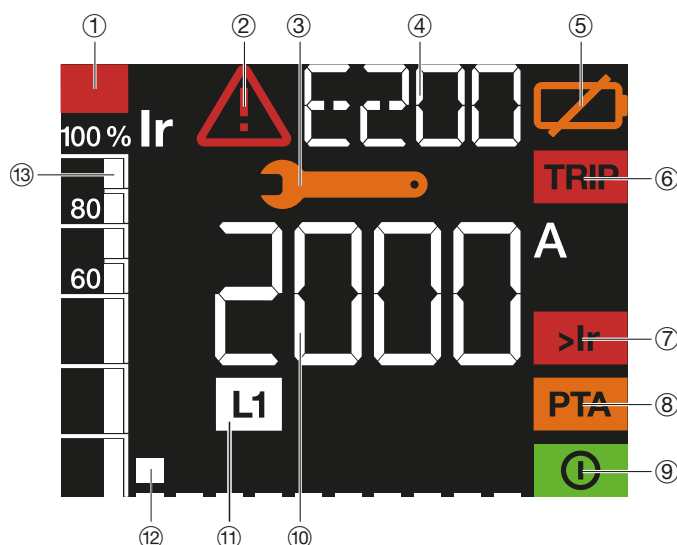 ① ② ③ ④ ⑤
100 % Ir E200
⑬ TRIP ⑥
80
A
60 2000
>Ir ⑦
L1 PTA ⑧
⑨
⑫ ⑪ ⑩